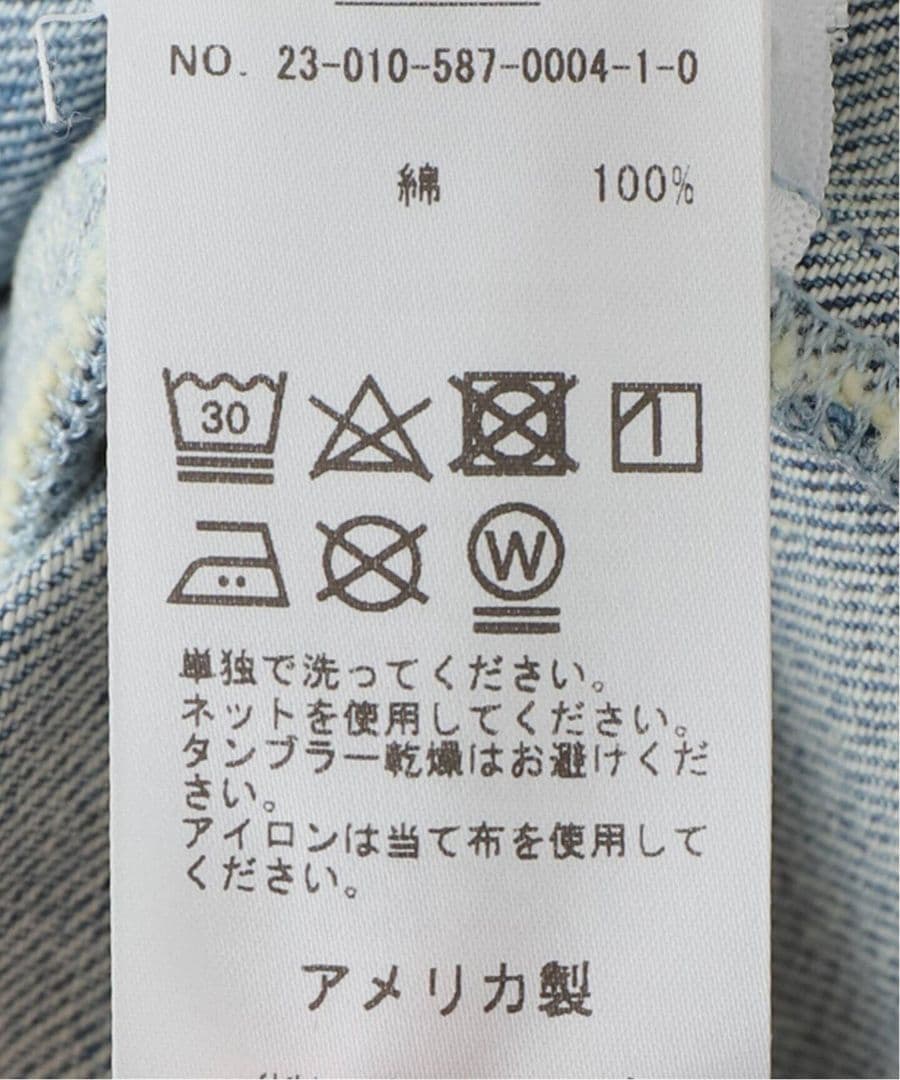 NO. 23-010-587-0004-1-0
綿 100%
30
W
単独で洗ってください。
ネットを使用してください。
タンブラー乾燥はお避けくだ
さい。
アイロンは当て布を使用して
ください。
アメリカ製